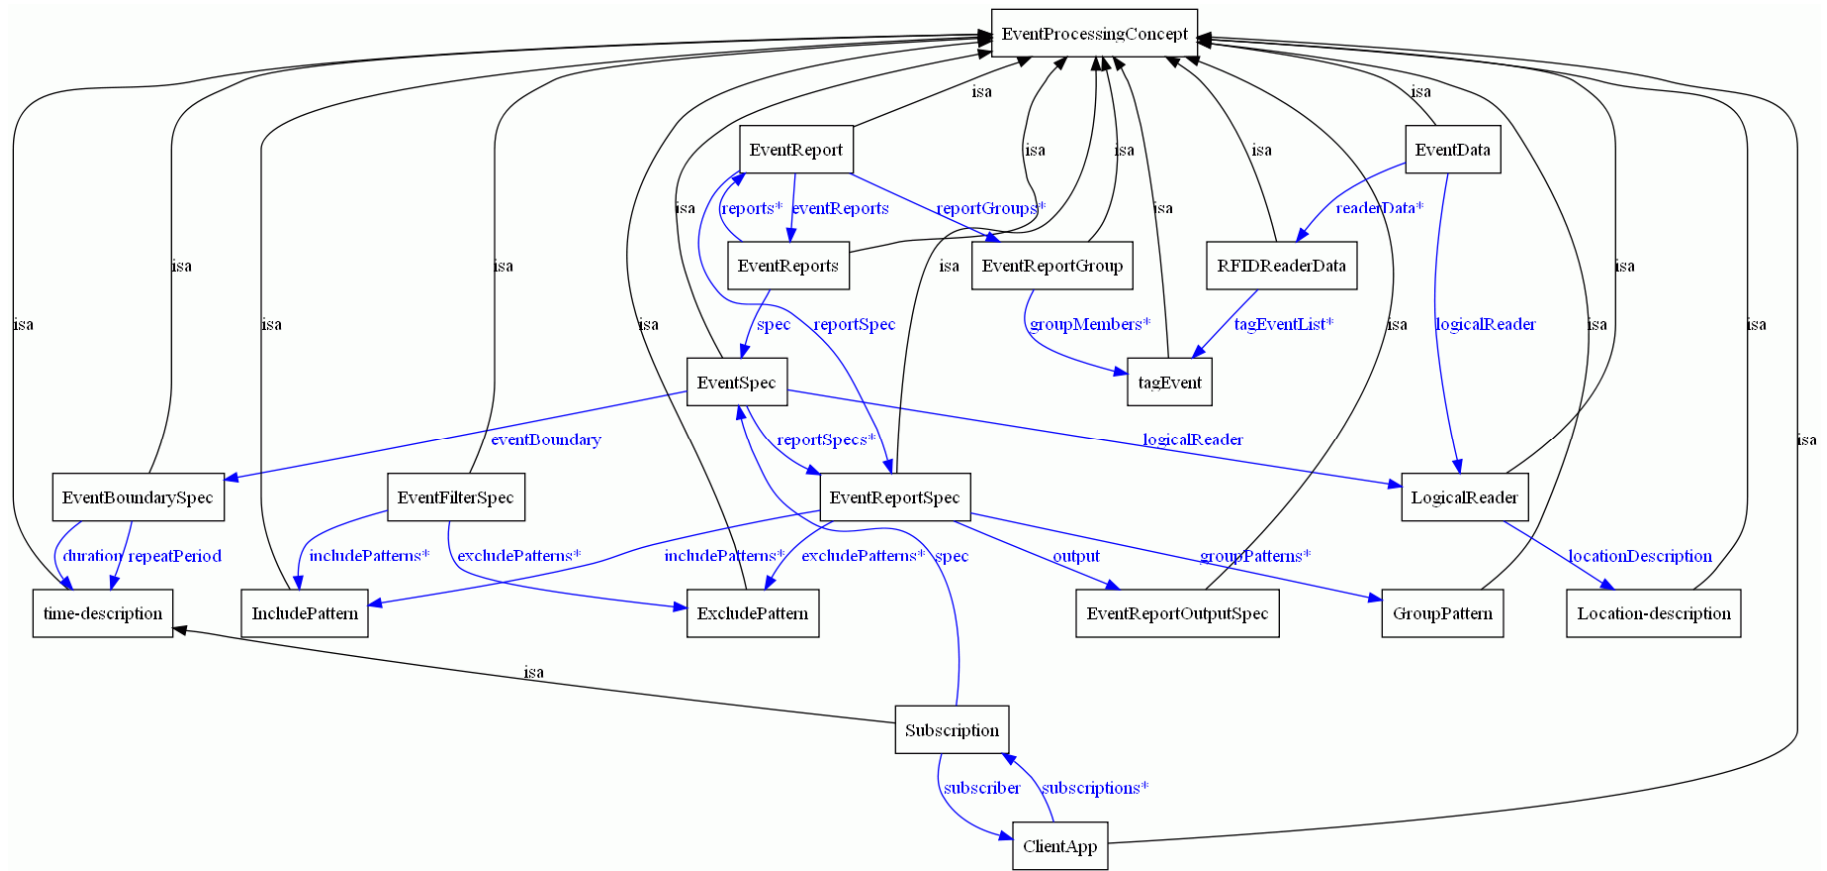 EventProcessingConcept
isa
isa
EventReport
isa
isa
isa
EventData
isa
isa
reports*
eventReports
reportGroups*
isa
readerData*
isa
isa
EventReports
isa
EventReportGroup
RFIDReaderData
isa
isa
isa
isa
spec
reportSpec
groupMembers*
tagEventList*
isa
logicalReader
isa
isa
EventSpec
tagEvent
eventBoundary
reportSpecs*
logicalReader
isa
EventBoundarySpec
EventFilterSpec
EventReportSpec
LogicalReader
duration
repeatPeriod
includePatterns*
excludePatterns*
includePatterns*
excludePatterns*
spec
output
groupPatterns*
locationDescription
time-description
IncludePattern
ExcludePattern
EventReportOutputSpec
GroupPattern
Location-description
isa
Subscription
subscriber
subscriptions*
ClientApp